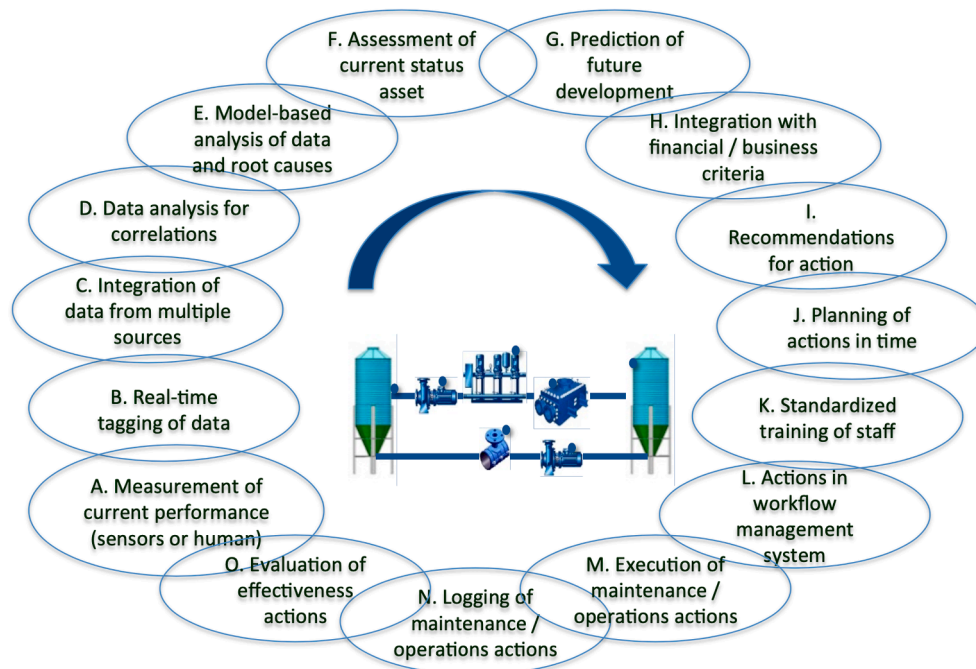 F. Assessment of
current status
asset
G. Prediction of
future
development
E. Model-based
analysis of data
and root causes
H. Integration with
financial / business
criteria
D. Data analysis for
correlations
I.
Recommendations
for action
C. Integration of
data from multiple
sources
J. Planning of
actions in time
B. Real-time
tagging of data
K. Standardized
training of staff
A. Measurement of
current performance
(sensors or human)
L. Actions in
workflow
management
system
O. Evaluation of
effectiveness
actions
M. Execution of
maintenance /
operations actions
N. Logging of
maintenance /
operations actions